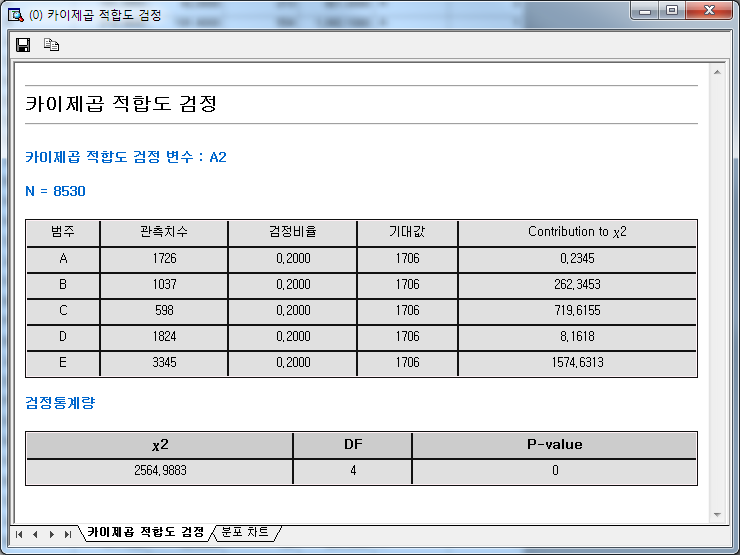 (0) 카이제곱 적합도 검정
카이제곱 적합도 검정
카이제곱 적합도 검정 변수 : A2
N = 8530
범주 관측치수 검정비율 기대값 Contribution to χ2
A 1726 0,2000 1706 0,2345
B 1037 0,2000 1706 262,3453
C 598 0,2000 1706 719,6155
D 1824 0,2000 1706 8,1618
E 3345 0,2000 1706 1574,6313
검정통계량
χ2 DF P-value
2564,9883 4 0
카이제곱 적합도 검정 분포 차트